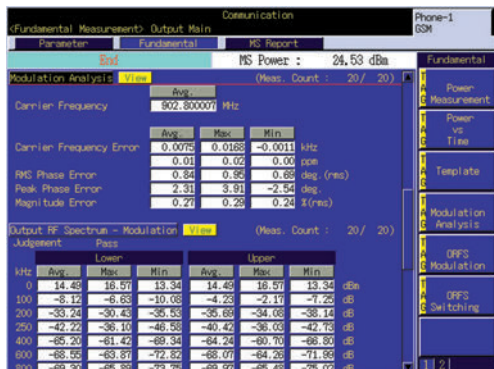 Communication
Phone-1
GSM
<Fundamental Measurement> Output Main
Parameter Fundamental MS Report
End MS Power : 24.53 dBm Fundamental
Modulation Analysis View (Meas. Count : 20/ 20)
Avg.
Carrier Frequency 902.800007 MHz
Avg. Max Min
Carrier Frequency Error 0.0075 0.0168 -0.0011 kHz
0.01 0.02 0.00 ppm
RMS Phase Error 0.84 0.95 0.69 deg.(rms)
Peak Phase Error 2.31 3.91 -2.54 deg.
Magnitude Error 0.27 0.29 0.24 %(rms)
Output RF Spectrum - Modulation View (Meas. Count : 20/ 20)
Judgement Pass
Lower Upper
kHz Avg. Max Min Avg. Max Min
0 14.49 16.57 13.34 14.49 16.57 13.34 dBm
100 -8.12 -6.63 -10.08 -4.23 -2.17 -7.25 dB
200 -33.24 -30.43 -35.53 -35.69 -34.08 -38.14 dB
250 -42.22 -36.10 -46.58 -40.42 -36.03 -42.73 dB
400 -65.20 -61.42 -69.34 -64.24 -60.70 -66.80 dB
600 -68.55 -63.87 -72.82 -68.07 -64.26 -71.99 dB
TAG Power Measurement
TAG Power vs Time
TAG Template
TAG Modulation Analysis
TAG ORFS Modulation
TAG ORFS Switching
1 2